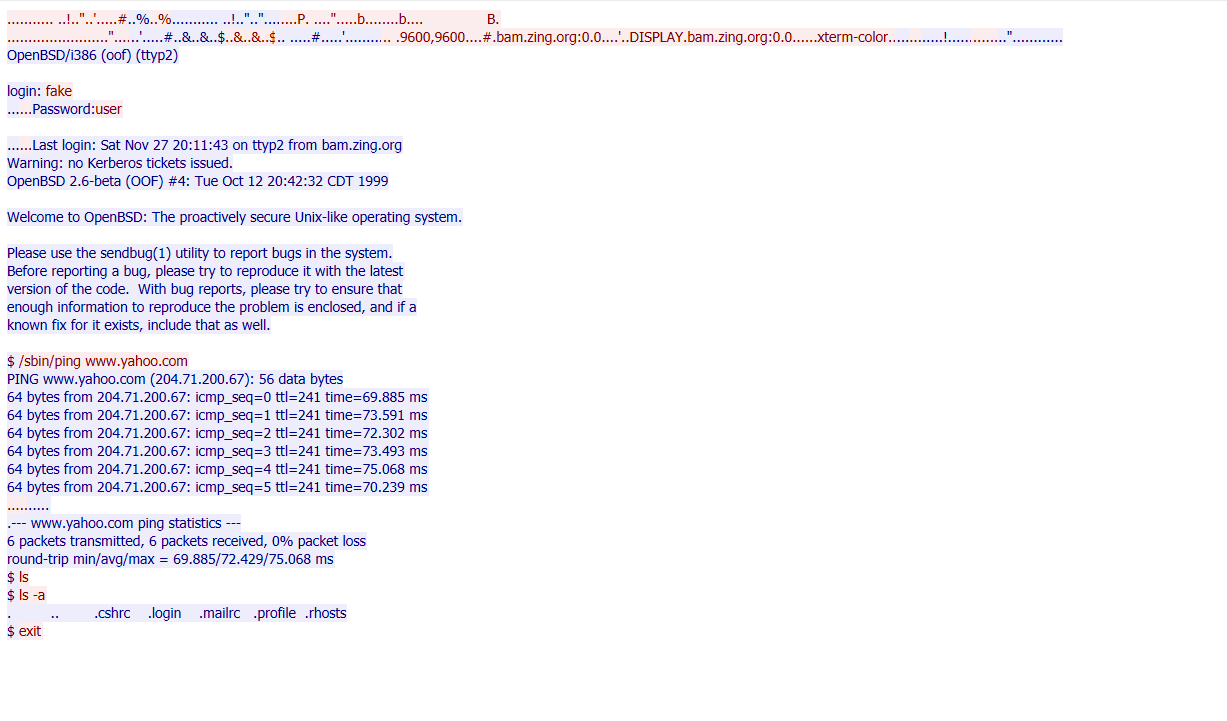 ........... ..!.."..'.....#..%..%........... ..!..".."........P. ....".....b........b.... B.
........................"......'.....#..&..&..$..&..&..$.. .....#.....'........... .9600,9600....#.bam.zing.org:0.0....'..DISPLAY.bam.zing.org:0.0......xterm-color.............!.............."............
OpenBSD/i386 (oof) (ttyp2)
login: fake
......Password:user
......Last login: Sat Nov 27 20:11:43 on ttyp2 from bam.zing.org
Warning: no Kerberos tickets issued.
OpenBSD 2.6-beta (OOF) #4: Tue Oct 12 20:42:32 CDT 1999
Welcome to OpenBSD: The proactively secure Unix-like operating system.
Please use the sendbug(1) utility to report bugs in the system.
Before reporting a bug, please try to reproduce it with the latest
version of the code.  With bug reports, please try to ensure that
enough information to reproduce the problem is enclosed, and if a
known fix for it exists, include that as well.
$ /sbin/ping www.yahoo.com
PING www.yahoo.com (204.71.200.67): 56 data bytes
64 bytes from 204.71.200.67: icmp_seq=0 ttl=241 time=69.885 ms
64 bytes from 204.71.200.67: icmp_seq=1 ttl=241 time=73.591 ms
64 bytes from 204.71.200.67: icmp_seq=2 ttl=241 time=72.302 ms
64 bytes from 204.71.200.67: icmp_seq=3 ttl=241 time=73.493 ms
64 bytes from 204.71.200.67: icmp_seq=4 ttl=241 time=75.068 ms
64 bytes from 204.71.200.67: icmp_seq=5 ttl=241 time=70.239 ms
..........
.--- www.yahoo.com ping statistics ---
6 packets transmitted, 6 packets received, 0% packet loss
round-trip min/avg/max = 69.885/72.429/75.068 ms
$ ls
$ ls -a
. .. .cshrc .login .mailrc .profile .rhosts
$ exit